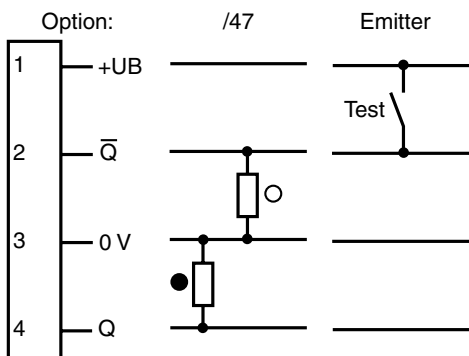 Option: /47 Emitter
1 +UB
Test
2 Q̅
3 0 V
4 Q